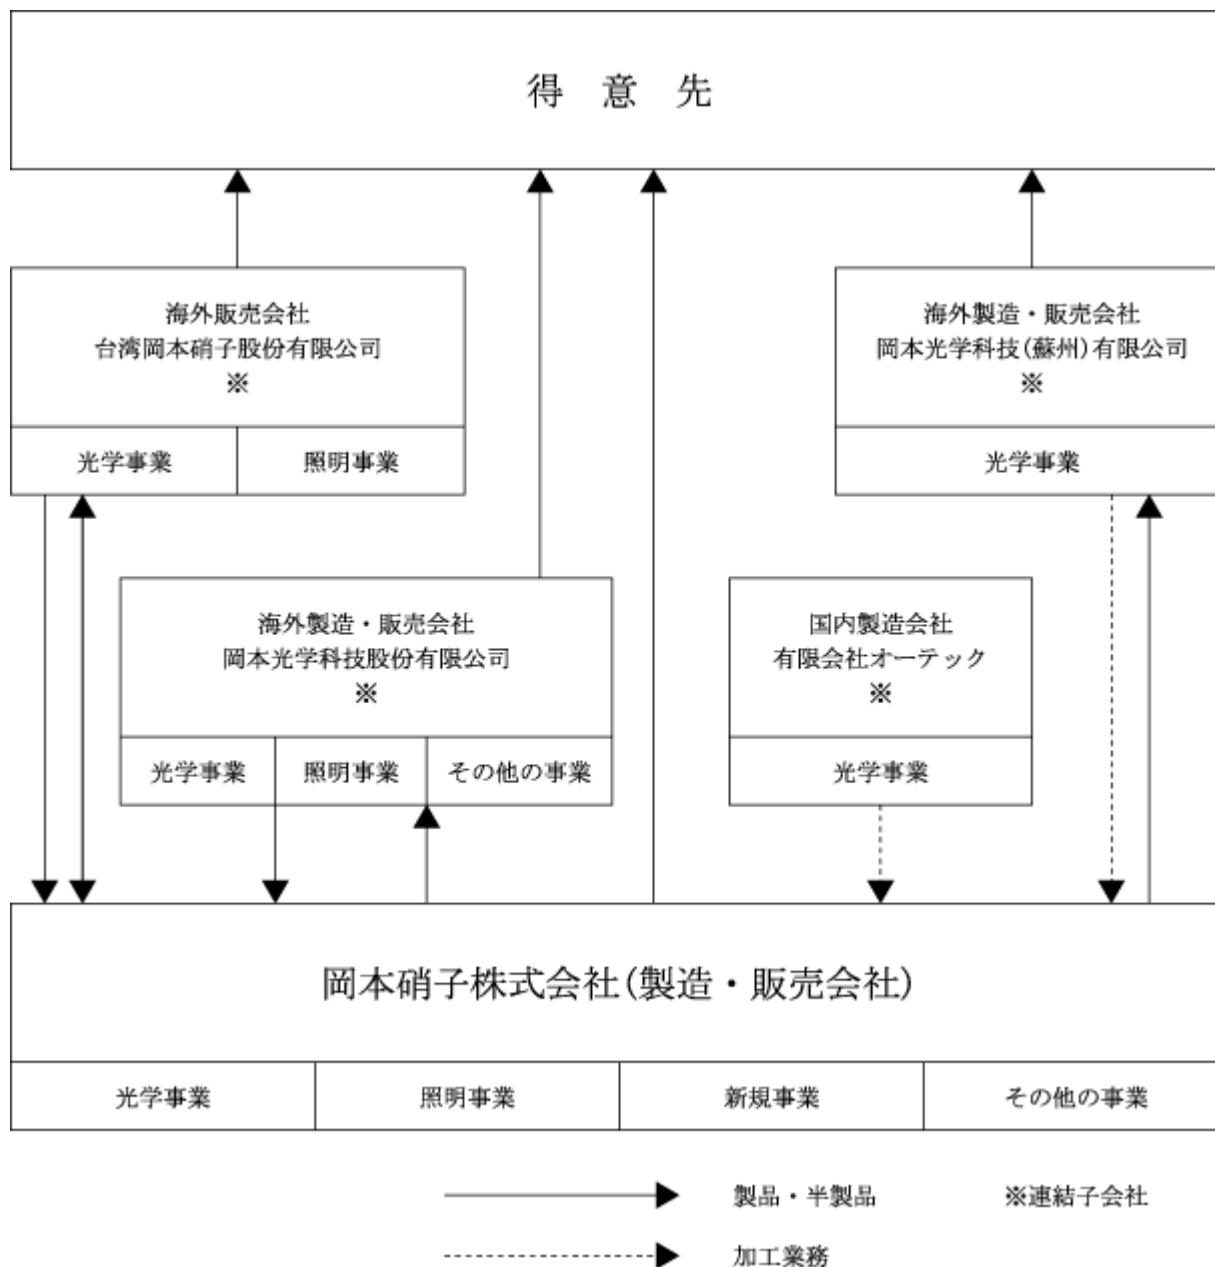 得意先
海外販売会社
台湾岡本硝子股份有限公司
※
光学事業 照明事業
海外製造・販売会社
岡本光学科技(蘇州)有限公司
※
光学事業
海外製造・販売会社
岡本光学科技股份有限公司
※
光学事業 照明事業 その他の事業
国内製造会社
有限会社オーテック
※
光学事業
岡本硝子株式会社(製造・販売会社)
光学事業 照明事業 新規事業 その他の事業
製品・半製品 ※連結子会社
加工業務